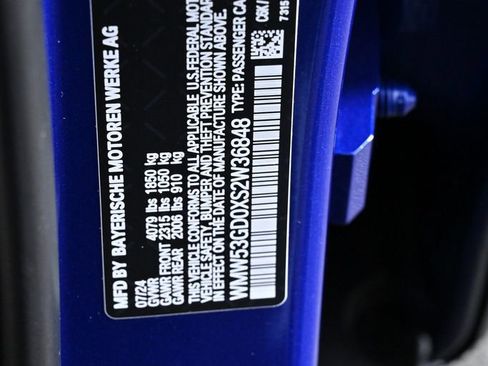 MFD BY BAYERISCHE MOTOREN WERKE AG
07/24
GVWR 4079 lbs 1850 kg
GAWR FRONT 2315 lbs 1050 kg
GAWR REAR 2006 lbs 910 kg
THIS VEHICLE CONFORMS TO ALL APPLICABLE U.S. FEDERAL MOTOR
VEHICLE SAFETY, BUMPER AND THEFT PREVENTION STANDARDS
IN EFFECT ON THE DATE OF MANUFACTURE SHOWN ABOVE.
WMW53GD0XS2W36848 TYPE: PASSENGER CAR
C6K/
7315